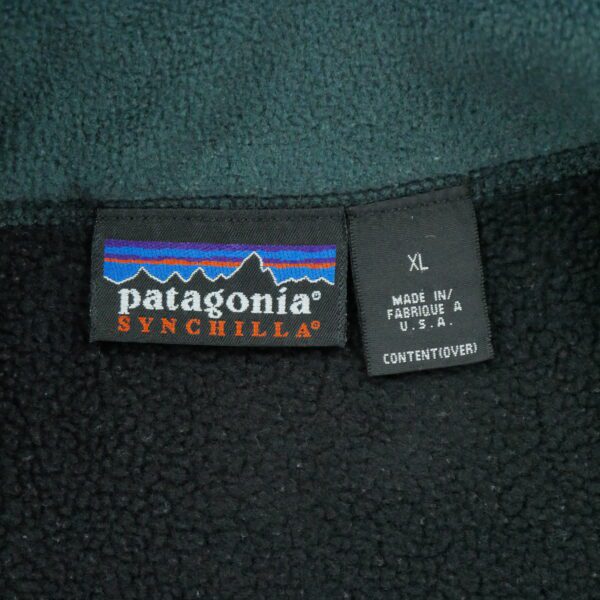 patagonia®
SYNCHILLA®
XL
MADE IN/
FABRIQUE A
U.S.A.
CONTENT(OVER)